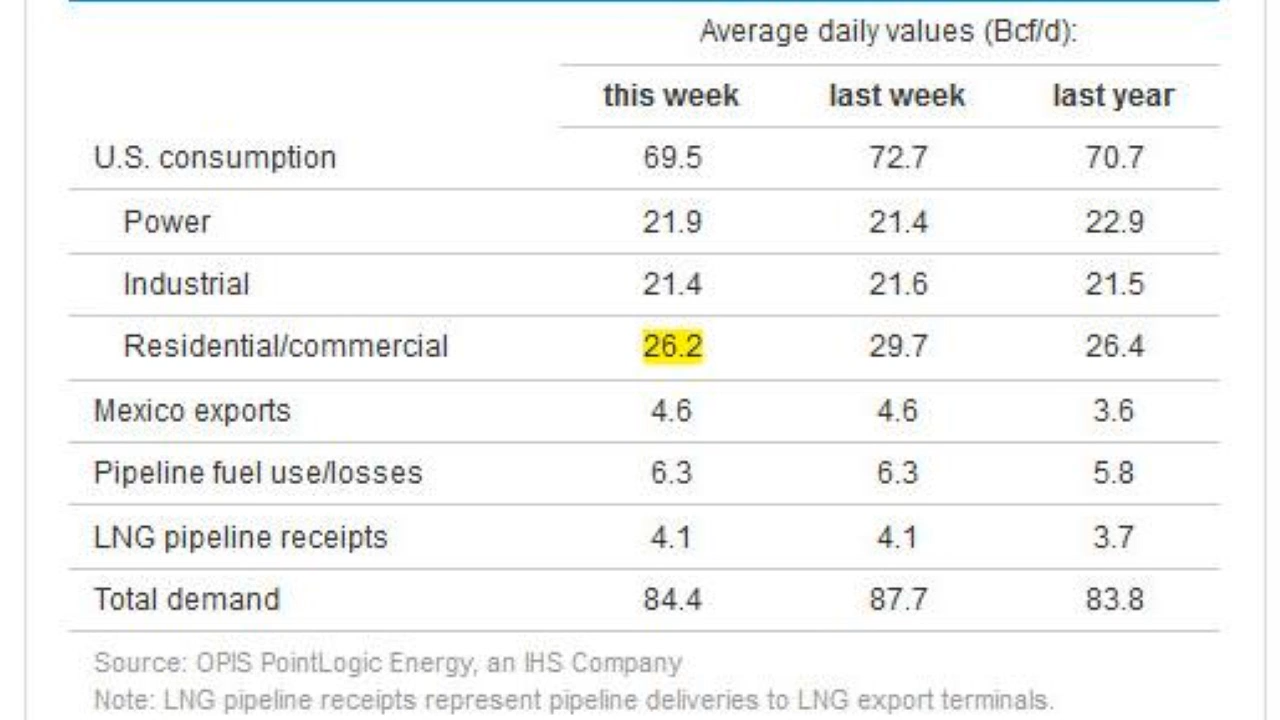 Average daily values (Bcf/d):
this week last week last year
U.S. consumption 69.5 72.7 70.7
Power 21.9 21.4 22.9
Industrial 21.4 21.6 21.5
Residential/commercial 26.2 29.7 26.4
Mexico exports 4.6 4.6 3.6
Pipeline fuel use/losses 6.3 6.3 5.8
LNG pipeline receipts 4.1 4.1 3.7
Total demand 84.4 87.7 83.8
Source: OPIS PointLogic Energy, an IHS Company
Note: LNG pipeline receipts represent pipeline deliveries to LNG export terminals.